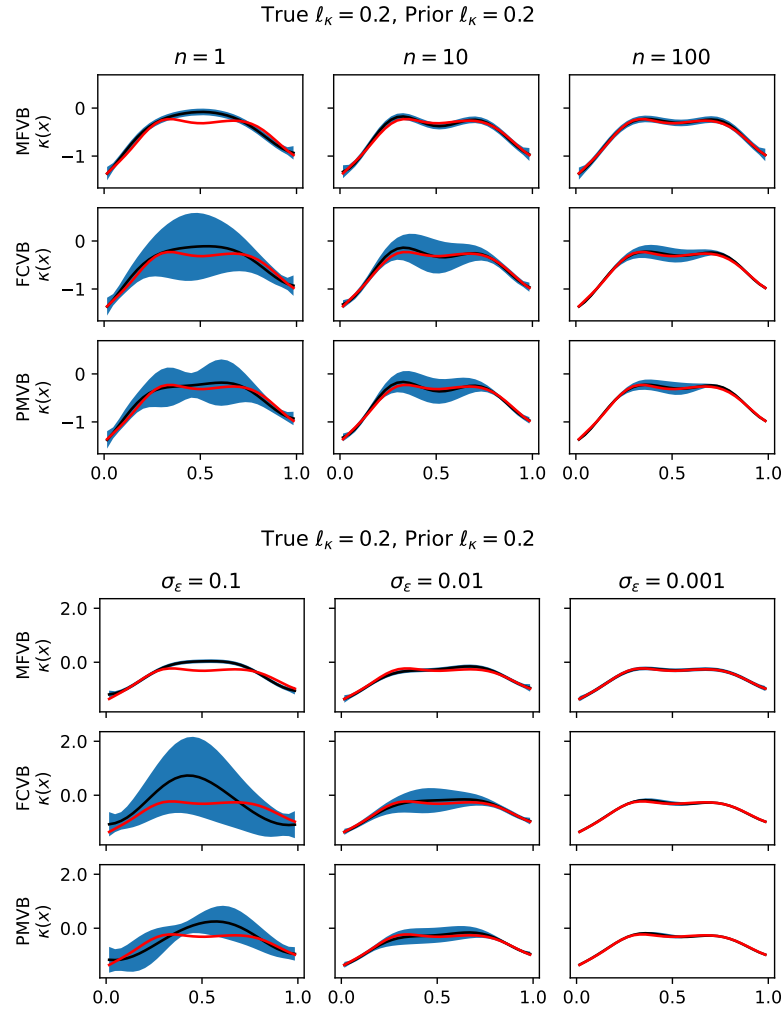 True ℓ_κ = 0.2, Prior ℓ_κ = 0.2
n = 1 n = 10 n = 100
MFVB κ(x) 0 −1
FCVB κ(x) 0 −1
PMVB κ(x) 0 −1
0.0 0.5 1.0 0.0 0.5 1.0 0.0 0.5 1.0
True ℓ_κ = 0.2, Prior ℓ_κ = 0.2
σ_ε = 0.1 σ_ε = 0.01 σ_ε = 0.001
MFVB κ(x) 2.0 0.0
FCVB κ(x) 2.0 0.0
PMVB κ(x) 2.0 0.0
0.0 0.5 1.0 0.0 0.5 1.0 0.0 0.5 1.0